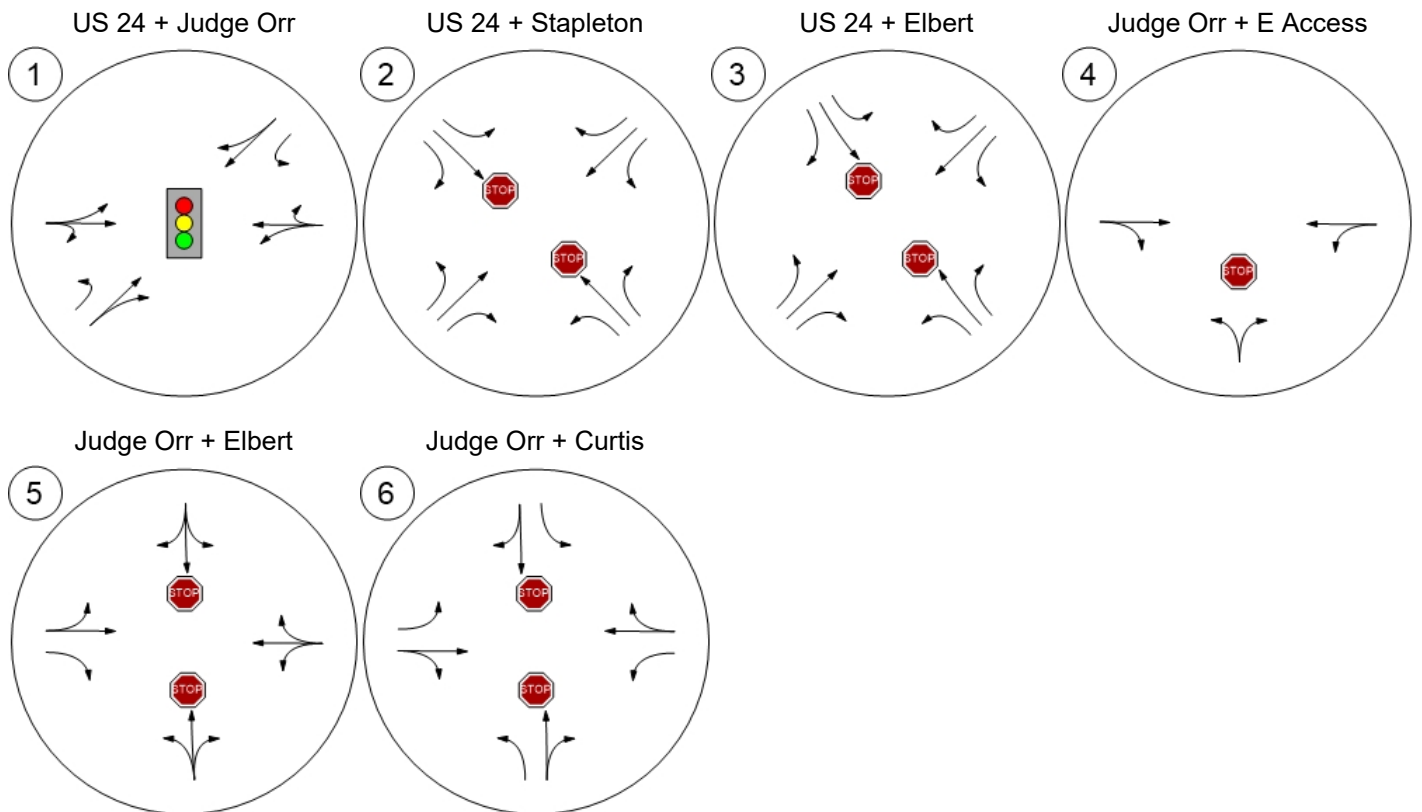 US 24 + Judge Orr
US 24 + Stapleton
US 24 + Elbert
Judge Orr + E Access
1
2
3
4
STOP
STOP
STOP
STOP
STOP
Judge Orr + Elbert
Judge Orr + Curtis
5
6
STOP
STOP
STOP
STOP